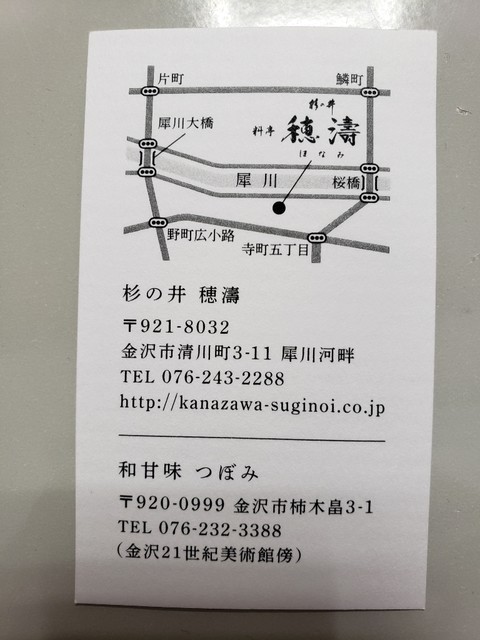 片町
鱗町
杉の井
料亭 穂濤
ほなみ
犀川大橋
犀川
桜橋
野町広小路
寺町五丁目
杉の井 穂濤
〒921-8032
金沢市清川町3-11 犀川河畔
TEL 076-243-2288
http://kanazawa-suginoi.co.jp
和甘味 つぼみ
〒920-0999 金沢市柿木畠3-1
TEL 076-232-3388
(金沢21世紀美術館傍)